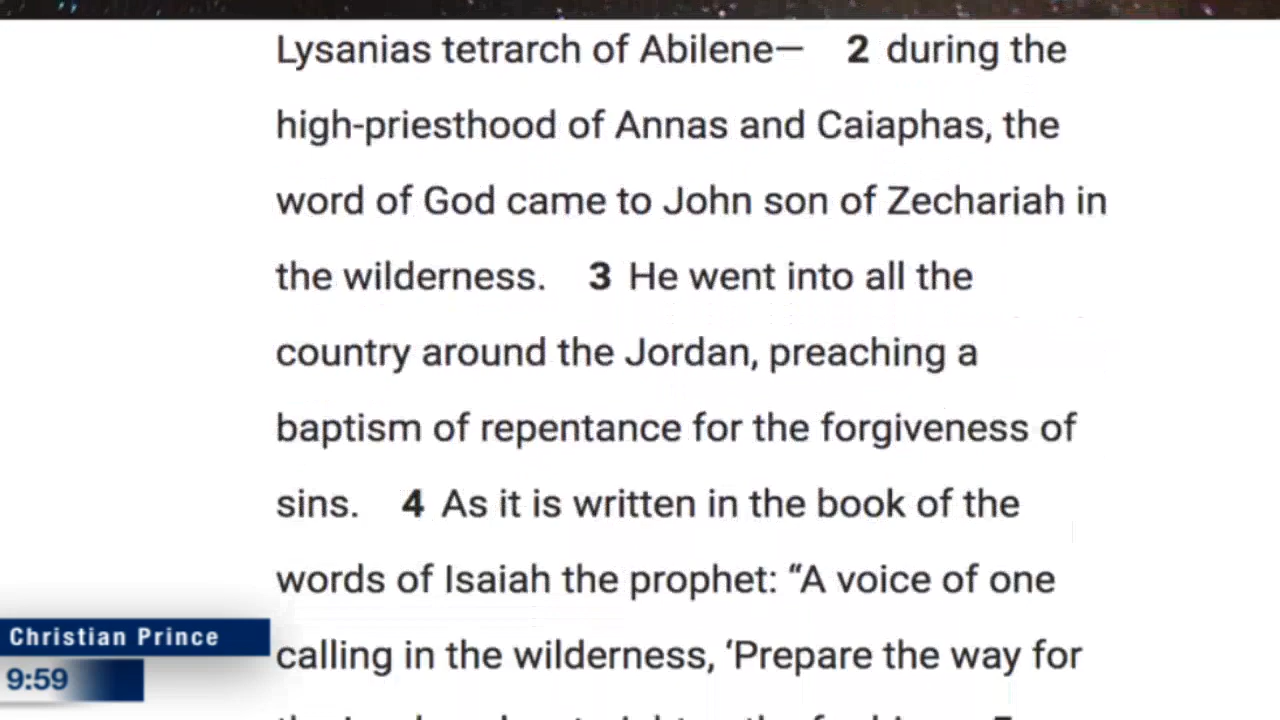 Lysanias tetrarch of Abilene— 2 during the
high-priesthood of Annas and Caiaphas, the
word of God came to John son of Zechariah in
the wilderness. 3 He went into all the
country around the Jordan, preaching a
baptism of repentance for the forgiveness of
sins. 4 As it is written in the book of the
words of Isaiah the prophet: “A voice of one
calling in the wilderness, ‘Prepare the way for
Christian Prince
9:59